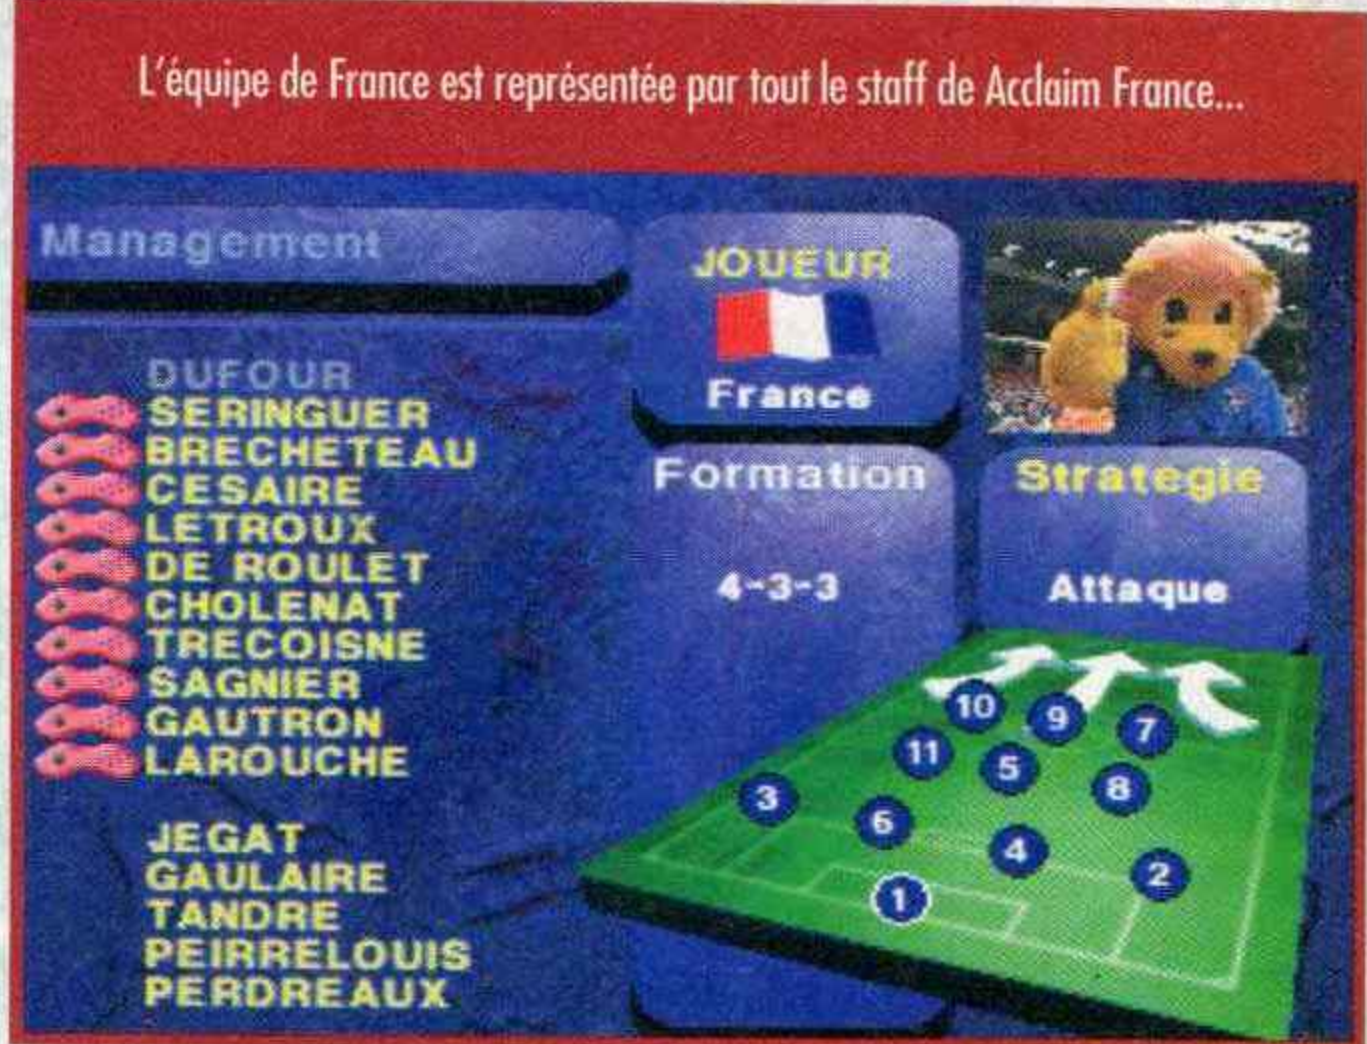 L'équipe de France est représentée par tout le staff de Acclaim France...
Management
DUFOUR
SERINGUER
BRECHETEAU
CESAIRE
LETROUX
DE ROULET
CHOLENAT
TRECOISNE
SAGNIER
GAUTRON
LAROUCHE
JEGAT
GAULAIRE
TANDRE
PEIRRELOUIS
PERDREAUX
JOUEUR
France
Formation
4-3-3
Strategie
Attaque
10 9 7
11 5 8
3 6 4 2
1